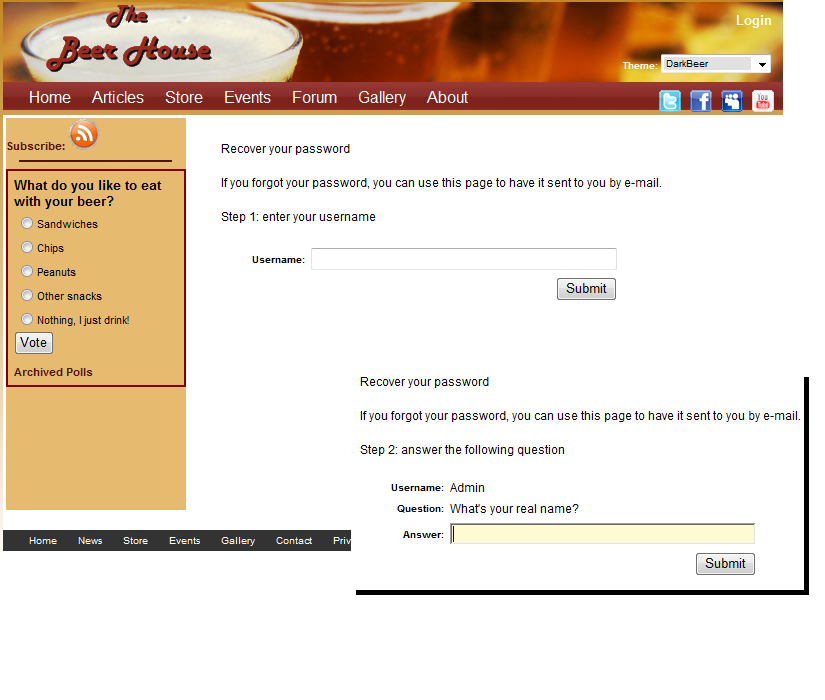 The
Beer House
Login
Theme: DarkBeer
Home Articles Store Events Forum Gallery About
You
Tube
Subscribe:
What do you like to eat
with your beer?
Sandwiches
Chips
Peanuts
Other snacks
Nothing, I just drink!
Vote
Archived Polls
Recover your password
If you forgot your password, you can use this page to have it sent to you by e-mail.
Step 1: enter your username
Username:
Submit
Recover your password
If you forgot your password, you can use this page to have it sent to you by e-mail.
Step 2: answer the following question
Username: Admin
Question: What's your real name?
Answer:
Submit
Home News Store Events Gallery Contact Priv